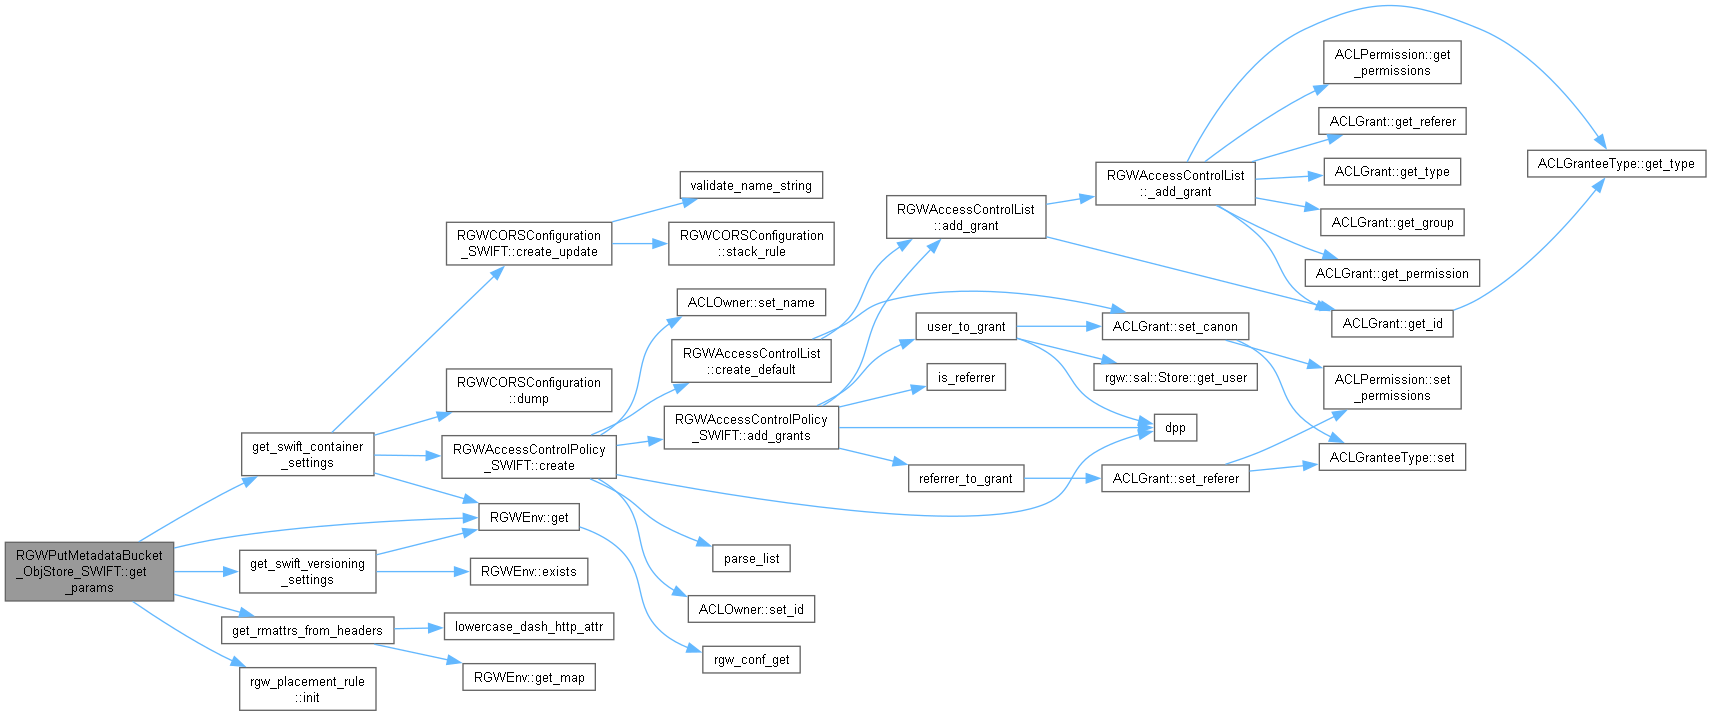 RGWPutMetadataBucket
_ObjStore_SWIFT::get
_params
get_swift_container
_settings
get_swift_versioning
_settings
get_rmattrs_from_headers
rgw_placement_rule
::init
RGWCORSConfiguration
_SWIFT::create_update
RGWCORSConfiguration
::dump
RGWAccessControlPolicy
_SWIFT::create
RGWEnv::get
RGWEnv::exists
lowercase_dash_http_attr
RGWEnv::get_map
validate_name_string
RGWCORSConfiguration
::stack_rule
ACLOwner::set_name
RGWAccessControlList
::create_default
RGWAccessControlPolicy
_SWIFT::add_grants
parse_list
ACLOwner::set_id
rgw_conf_get
RGWAccessControlList
::add_grant
user_to_grant
is_referrer
referrer_to_grant
RGWAccessControlList
::_add_grant
ACLGrant::set_canon
rgw::sal::Store::get_user
dpp
ACLGrant::set_referer
ACLPermission::get
_permissions
ACLGrant::get_referer
ACLGrant::get_type
ACLGrant::get_group
ACLGrant::get_permission
ACLGrant::get_id
ACLPermission::set
_permissions
ACLGranteeType::set
ACLGranteeType::get_type